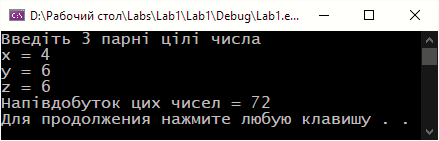 D:\Рабочий стол\Labs\Lab1\Lab1\Debug\Lab1.e...
Введіть 3 парні цілі числа
x = 4
y = 6
z = 6
Напівдобуток цих чисел = 72
Для продолжения нажмите любую клавишу . .